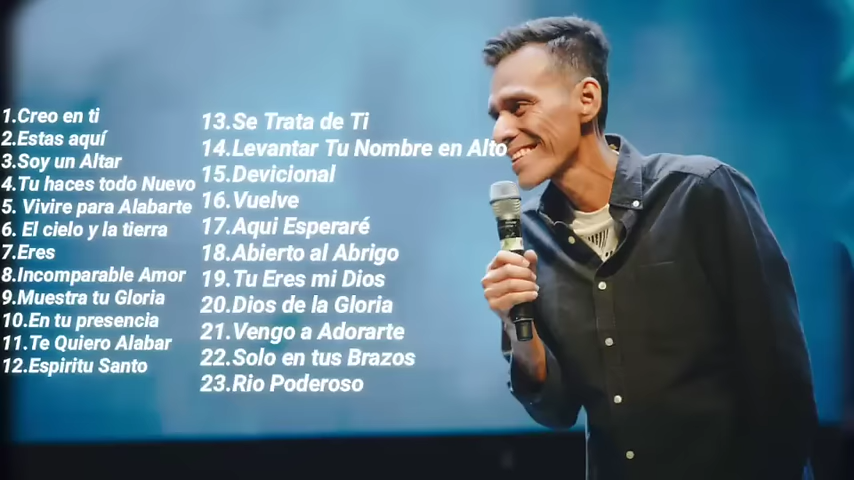 1.Creo en ti
2.Estas aquí
3.Soy un Altar
4.Tu haces todo Nuevo
5. Vivire para Alabarte
6. El cielo y la tierra
7.Eres
8.Incomparable Amor
9.Muestra tu Gloria
10.En tu presencia
11.Te Quiero Alabar
12.Espiritu Santo
13.Se Trata de Ti
14.Levantar Tu Nombre en Alto
15.Devicional
16.Vuelve
17.Aqui Esperaré
18.Abierto al Abrigo
19.Tu Eres mi Dios
20.Dios de la Gloria
21.Vengo a Adorarte
22.Solo en tus Brazos
23.Rio Poderoso